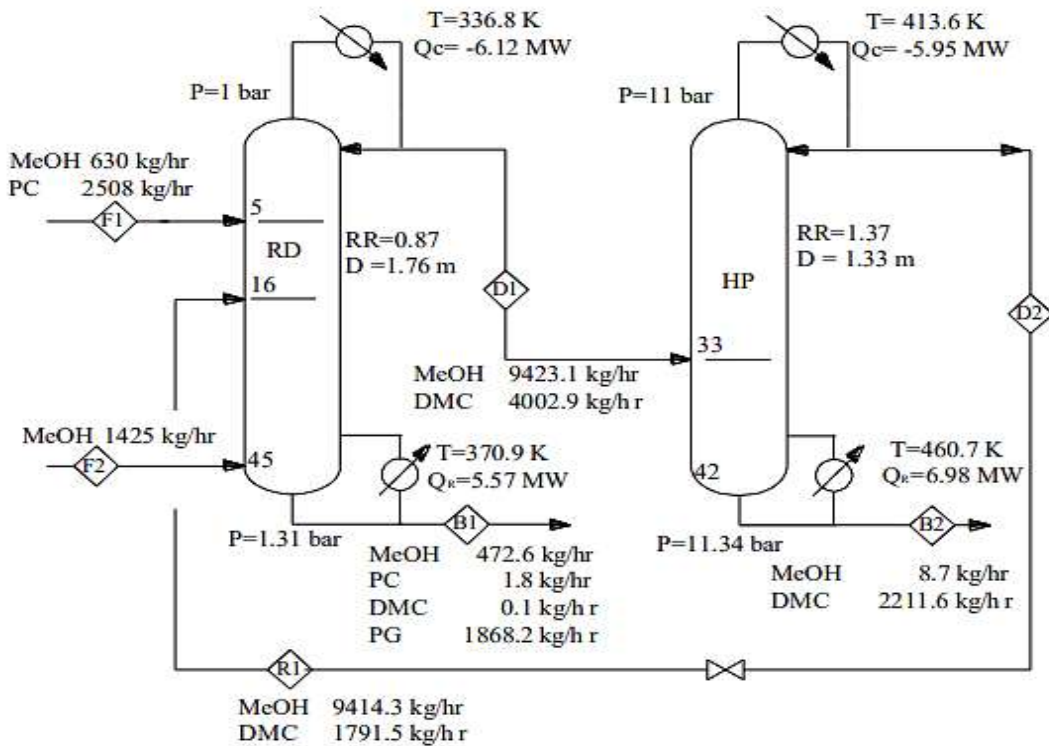 T=336.8 K
Qc= -6.12 MW
T= 413.6 K
Qc= -5.95 MW
P=1 bar
P=11 bar
MeOH 630 kg/hr
PC 2508 kg/hr
F1
5
RD
16
RR=0.87
D =1.76 m
D1
RR=1.37
D = 1.33 m
HP
D2
33
MeOH 9423.1 kg/hr
DMC 4002.9 kg/h r
MeOH 1425 kg/hr
F2
45
T=370.9 K
QR=5.57 MW
42
T=460.7 K
QR=6.98 MW
B1
B2
P=1.31 bar
P=11.34 bar
MeOH 472.6 kg/hr
PC 1.8 kg/hr
DMC 0.1 kg/h r
PG 1868.2 kg/h r
MeOH 8.7 kg/hr
DMC 2211.6 kg/h r
R1
MeOH 9414.3 kg/hr
DMC 1791.5 kg/h r